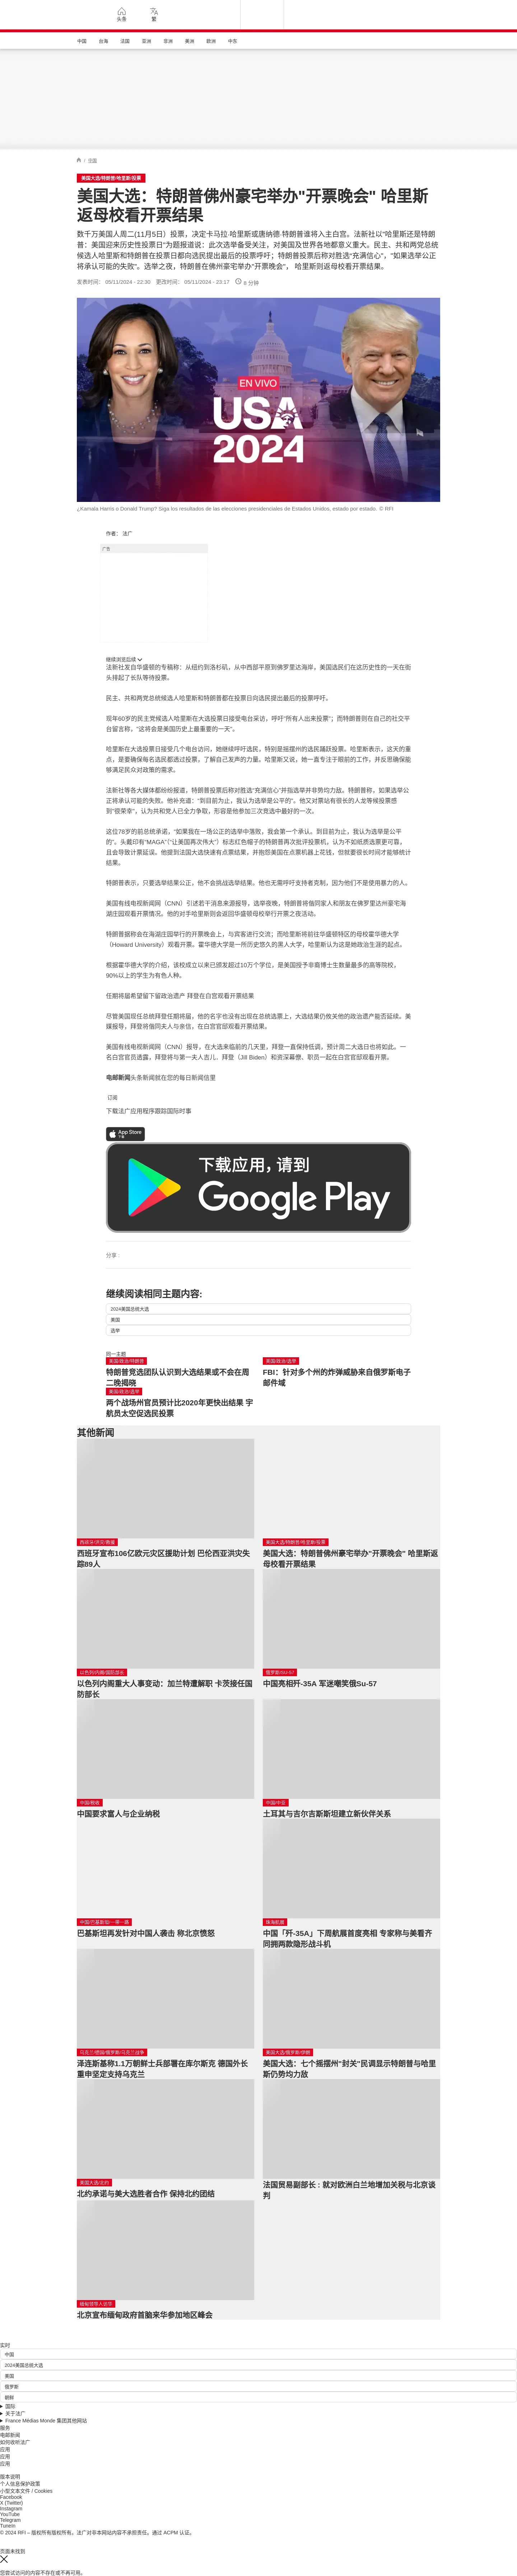 头条
繁
中国 台海 法国 亚洲 非洲 美洲 欧洲 中东
/ 中国
美国大选/特朗普/哈里斯/投票
美国大选：特朗普佛州豪宅举办"开票晚会" 哈里斯返母校看开票结果
数千万美国人周二(11月5日）投票，决定卡马拉·哈里斯或唐纳德·特朗普谁将入主白宫。法新社以"哈里斯还是特朗普：美国迎来历史性投票日"为题报道说：此次选举备受关注，对美国及世界各地都意义重大。民主、共和两党总统候选人哈里斯和特朗普在投票日都向选民提出最后的投票呼吁；特朗普投票后称对胜选"充满信心"，"如果选举公正将承认可能的失败"。选举之夜，特朗普在佛州豪宅举办"开票晚会"， 哈里斯则返母校看开票结果。
发表时间： 05/11/2024 - 22:30 更改时间： 05/11/2024 - 23:17 8 分钟
EN VIVO
USA
2024
¿Kamala Harris o Donald Trump? Siga los resultados de las elecciones presidenciales de Estados Unidos, estado por estado. © RFI
作者： 法广
广告
继续浏览后续
法新社发自华盛顿的专稿称：从纽约到洛杉矶，从中西部平原到佛罗里达海岸，美国选民们在这历史性的一天在街头排起了长队等待投票。
民主、共和两党总统候选人哈里斯和特朗普都在投票日向选民提出最后的投票呼吁。
现年60岁的民主党候选人哈里斯在大选投票日接受电台采访，呼吁"所有人出来投票"；而特朗普则在自己的社交平台留言称，"这将会是美国历史上最重要的一天"。
哈里斯在大选投票日接受几个电台访问，她继续呼吁选民，特别是摇摆州的选民踊跃投票。哈里斯表示，这天的重点，是要确保每名选民都透过投票，了解自己发声的力量。哈里斯又说，她一直专注于眼前的工作，并反思确保能够满足民众对政策的需求。
法新社等各大媒体都纷纷报道，特朗普投票后称对胜选"充满信心"并指选举并非势均力敌。特朗普称，如果选举公正将承认可能的失败。他补充道："到目前为止，我认为选举是公平的"。他又对票站有很长的人龙等候投票感到"很荣幸"，认为共和党人已全力争取，形容是他参加三次竞选中最好的一次。
这位78岁的前总统承诺，"如果我在一场公正的选举中落败，我会第一个承认。到目前为止，我认为选举是公平的"。头戴印有"MAGA"（"让美国再次伟大"）标志红色帽子的特朗普再次批评投票机，认为不如纸质选票更可靠，且会导致计票延误。他提到法国大选快速有点票结果，并抱怨美国在点票机器上花钱，但就要很长时间才能够统计结果。
特朗普表示，只要选举结果公正，他不会挑战选举结果。他也无需呼吁支持者克制，因为他们不是使用暴力的人。
美国有线电视新闻网（CNN）引述若干消息来源报导，选举夜晚，特朗普将偕同家人和朋友在佛罗里达州豪宅海湖庄园观看开票情况。他的对手哈里斯则会返回华盛顿母校举行开票之夜活动。
特朗普据称会在海湖庄园举行的开票晚会上，与宾客进行交流；而哈里斯将前往华盛顿特区的母校霍华德大学（Howard University）观看开票。霍华德大学是一所历史悠久的黑人大学，哈里斯认为这是她政治生涯的起点。
根据霍华德大学的介绍，该校成立以来已颁发超过10万个学位，是美国授予非裔博士生数量最多的高等院校，90%以上的学生为有色人种。
任期将届希望留下留政治遗产 拜登在白宫观看开票结果
尽管美国现任总统拜登任期将届，他的名字也没有出现在总统选票上，大选结果仍攸关他的政治遗产能否延续。美媒报导，拜登将偕同夫人与亲信，在白宫官邸观看开票结果。
美国有线电视新闻网（CNN）报导，在大选来临前的几天里，拜登一直保持低调，预计周二大选日也将如此。一名白宫官员透露，拜登将与第一夫人吉儿．拜登（Jill Biden）和资深幕僚、职员一起在白宫官邸观看开票。
电邮新闻头条新闻就在您的每日新闻信里
订阅
下载法广应用程序跟踪国际时事
App Store
下载
下载应用，请到
Google Play
分享 :
继续阅读相同主题内容:
2024美国总统大选
美国
选举
同一主题
美国/政治/特朗普
特朗普竞选团队认识到大选结果或不会在周二晚揭晓
美国/政治/选举
FBI：针对多个州的炸弹威胁来自俄罗斯电子邮件域
美国/政治/选举
两个战场州官员预计比2020年更快出结果 宇航员太空促选民投票
其他新闻
西班牙/洪灾/救援
西班牙宣布106亿欧元灾区援助计划 巴伦西亚洪灾失踪89人
美国大选/特朗普/哈里斯/投票
美国大选：特朗普佛州豪宅举办"开票晚会" 哈里斯返母校看开票结果
以色列/内阁/国防部长
以色列内阁重大人事变动：加兰特遭解职 卡茨接任国防部长
俄罗斯/SU-57
中国亮相歼-35A 军迷嘲笑俄Su-57
中国/税收
中国要求富人与企业纳税
中国/中亚
土耳其与吉尔吉斯斯坦建立新伙伴关系
中国/巴基斯坦/一带一路
巴基斯坦再发针对中国人袭击 称北京愤怒
珠海航展
中国「歼-35A」下周航展首度亮相 专家称与美看齐同拥两款隐形战斗机
乌克兰/德国/俄罗斯/乌克兰战争
泽连斯基称1.1万朝鲜士兵部署在库尔斯克 德国外长重申坚定支持乌克兰
美国大选/俄罗斯/伊朗
美国大选：七个摇摆州"封关"民调显示特朗普与哈里斯仍势均力敌
美国大选/北约
北约承诺与美大选胜者合作 保持北约团结
法国贸易副部长 : 就对欧洲白兰地增加关税与北京谈判
缅甸领导人访华
北京宣布缅甸政府首脑来华参加地区峰会
实时
中国
2024美国总统大选
美国
俄罗斯
朝鲜
国际
关于法广
France Médias Monde 集团其他网站
服务
电邮新闻
如何收听法广
应用
应用
应用
版本说明
个人信息保护政策
小型文本文件 / Cookies
Facebook
X (Twitter)
Instagram
YouTube
Telegram
TuneIn
© 2024 RFI – 版权所有版权所有。法广对非本网站内容不承担责任。通过 ACPM 认证。
页面未找到
您尝试访问的内容不存在或不再可用。